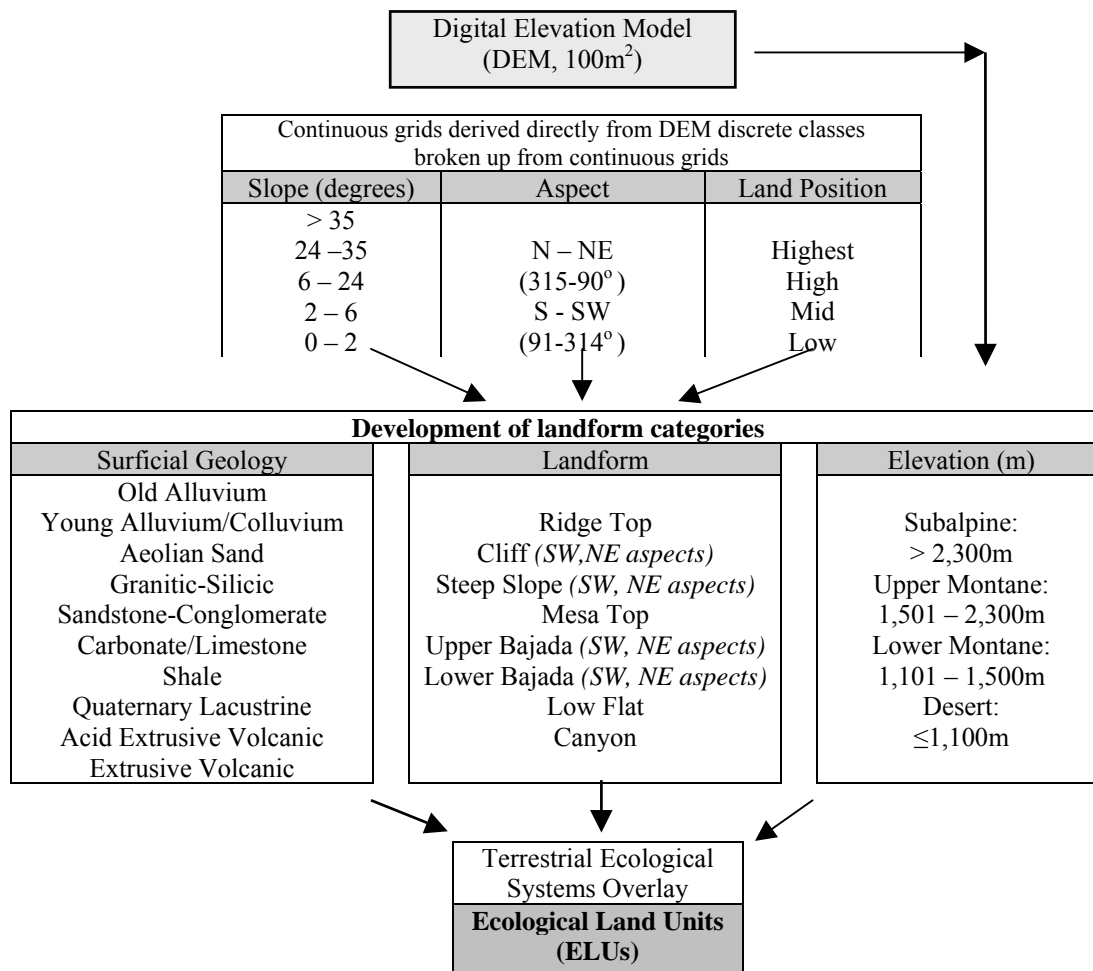 Digital Elevation Model
(DEM, 100m²)
Continuous grids derived directly from DEM discrete classes
broken up from continuous grids
Slope (degrees)
> 35
24 –35
6 – 24
2 – 6
0 – 2
Aspect
N – NE
(315-90°)
S - SW
(91-314°)
Land Position
Highest
High
Mid
Low
Development of landform categories
Surficial Geology
Old Alluvium
Young Alluvium/Colluvium
Aeolian Sand
Granitic-Silicic
Sandstone-Conglomerate
Carbonate/Limestone
Shale
Quaternary Lacustrine
Acid Extrusive Volcanic
Extrusive Volcanic
Landform
Ridge Top
Cliff (SW,NE aspects)
Steep Slope (SW, NE aspects)
Mesa Top
Upper Bajada (SW, NE aspects)
Lower Bajada (SW, NE aspects)
Low Flat
Canyon
Elevation (m)
Subalpine:
> 2,300m
Upper Montane:
1,501 – 2,300m
Lower Montane:
1,101 – 1,500m
Desert:
≤1,100m
Terrestrial Ecological
Systems Overlay
Ecological Land Units
(ELUs)